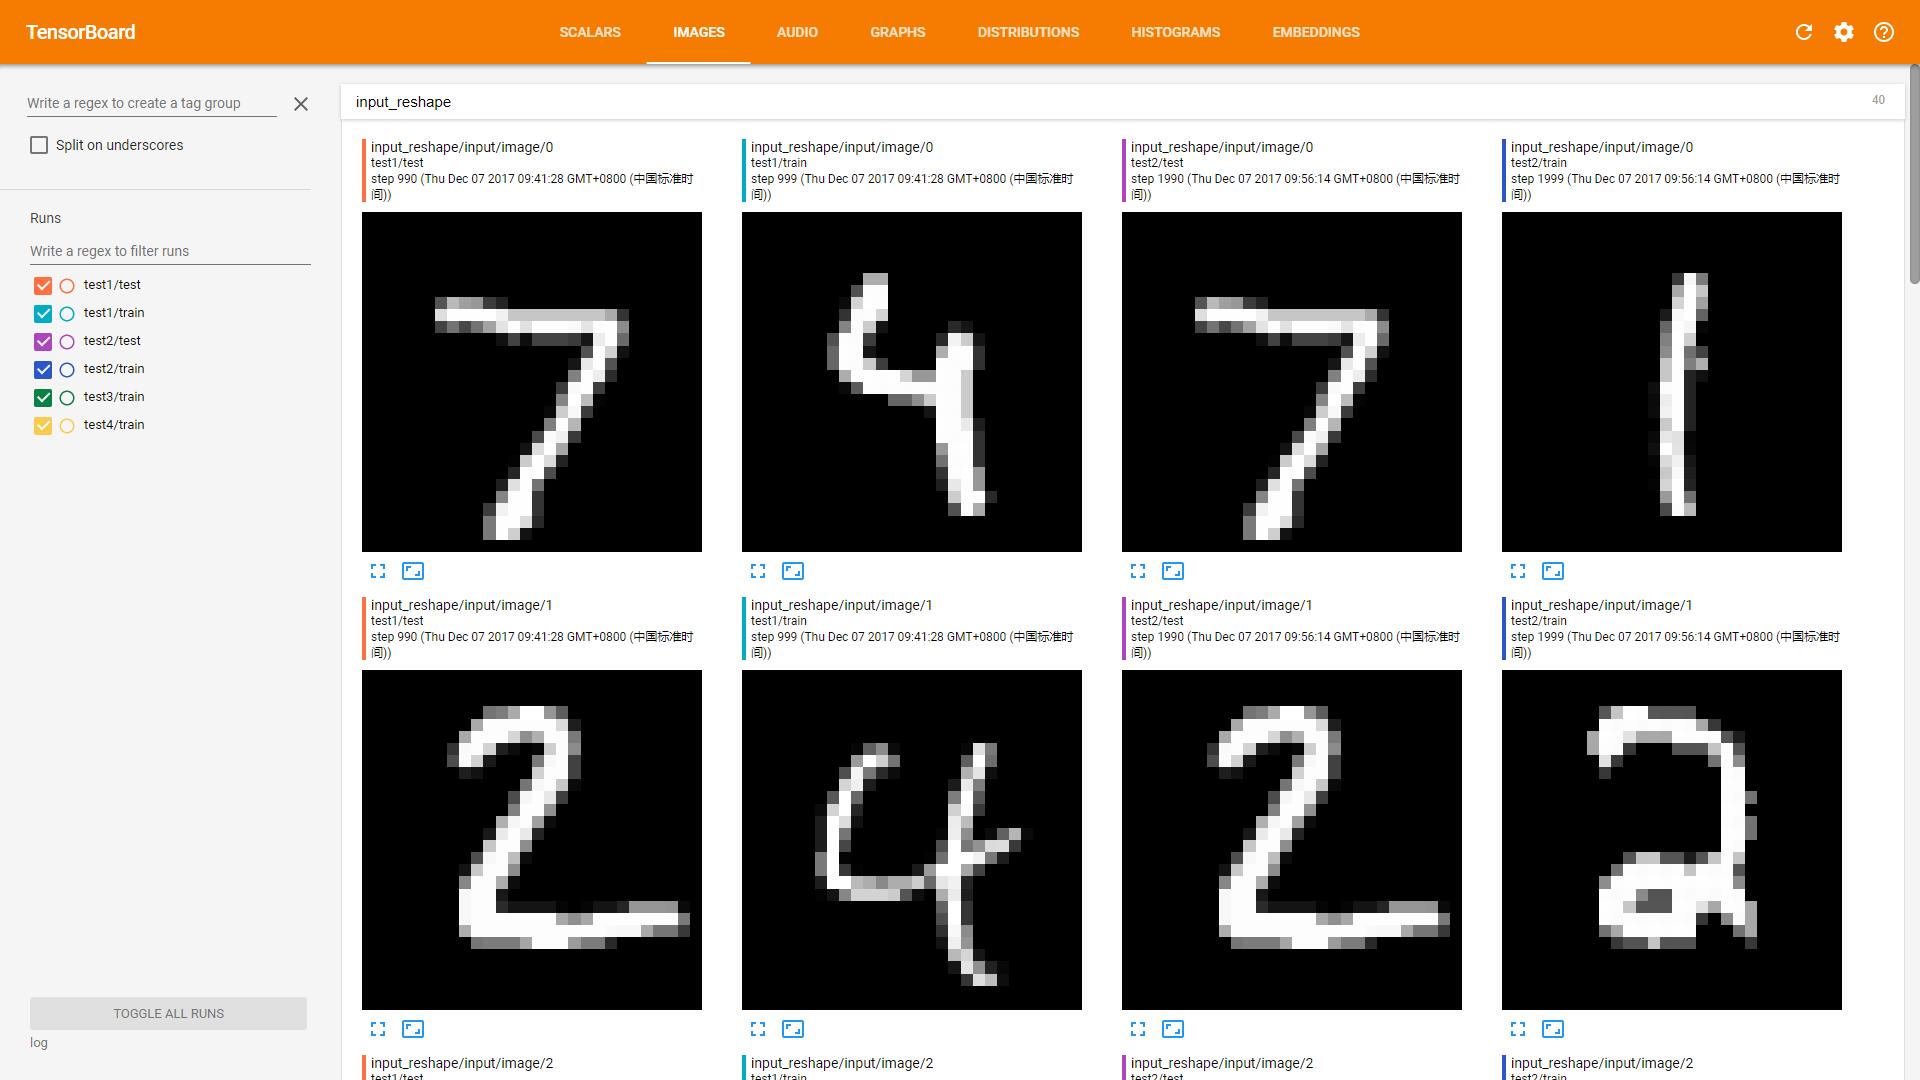 TensorBoard
SCALARS
IMAGES
AUDIO
GRAPHS
DISTRIBUTIONS
HISTOGRAMS
EMBEDDINGS
Write a regex to create a tag group
Split on underscores
Runs
Write a regex to filter runs
test1/test
test1/train
test2/test
test2/train
test3/train
test4/train
TOGGLE ALL RUNS
log
input_reshape
40
input_reshape/input/image/0
test1/test
step 990 (Thu Dec 07 2017 09:41:28 GMT+0800 (中国标准时
间))
7
input_reshape/input/image/0
test1/train
step 999 (Thu Dec 07 2017 09:41:28 GMT+0800 (中国标准时
间))
4
input_reshape/input/image/0
test2/test
step 1990 (Thu Dec 07 2017 09:56:14 GMT+0800 (中国标准时
间))
7
input_reshape/input/image/0
test2/train
step 1999 (Thu Dec 07 2017 09:56:14 GMT+0800 (中国标准时
间))
1
input_reshape/input/image/1
test1/test
step 990 (Thu Dec 07 2017 09:41:28 GMT+0800 (中国标准时
间))
2
input_reshape/input/image/1
test1/train
step 999 (Thu Dec 07 2017 09:41:28 GMT+0800 (中国标准时
间))
4
input_reshape/input/image/1
test2/test
step 1990 (Thu Dec 07 2017 09:56:14 GMT+0800 (中国标准时
间))
2
input_reshape/input/image/1
test2/train
step 1999 (Thu Dec 07 2017 09:56:14 GMT+0800 (中国标准时
间))
2
input_reshape/input/image/2
test1/test
input_reshape/input/image/2
test1/train
input_reshape/input/image/2
test2/test
input_reshape/input/image/2
test2/train